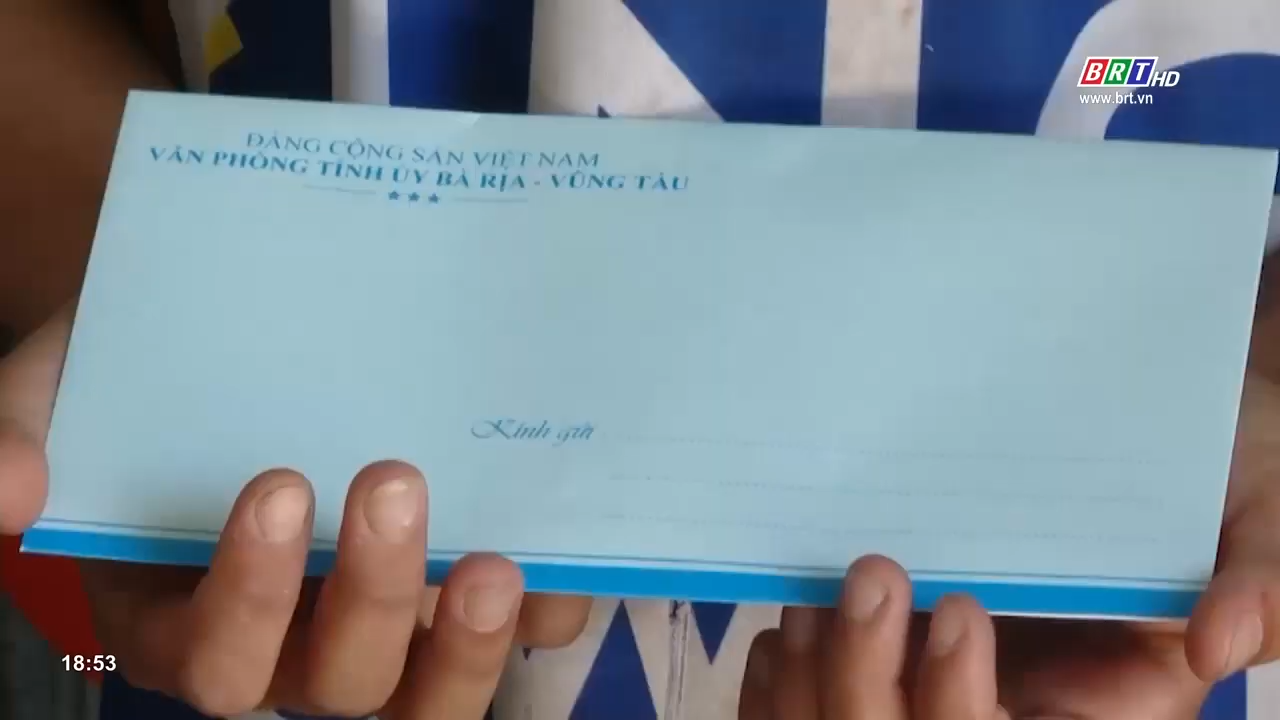 BRT HD
www.brt.vn
ĐẢNG CỘNG SẢN VIỆT NAM
VĂN PHÒNG TỈNH ỦY BÀ RỊA - VŨNG TÀU
Kính gửi
18:53